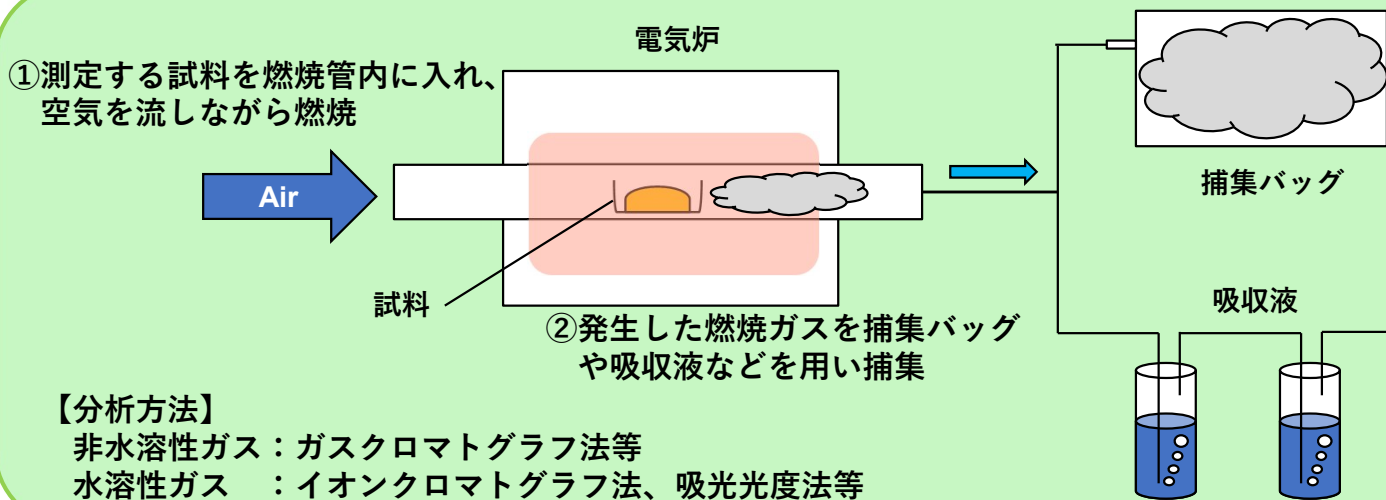 電気炉
①測定する試料を燃焼管内に入れ、
空気を流しながら燃焼
Air
捕集バッグ
試料
吸収液
②発生した燃焼ガスを捕集バッグ
や吸収液などを用い捕集
【分析方法】
非水溶性ガス：ガスクロマトグラフ法等
水溶性ガス　：イオンクロマトグラフ法、吸光光度法等